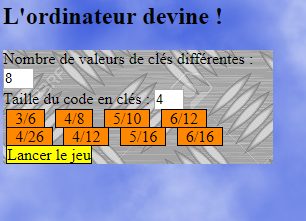 L'ordinateur devine !
Nombre de valeurs de clés différentes :
8
Taille du code en clés : 4
3/6 4/8 5/10 6/12
4/26 4/12 5/16 6/16
Lancer le jeu